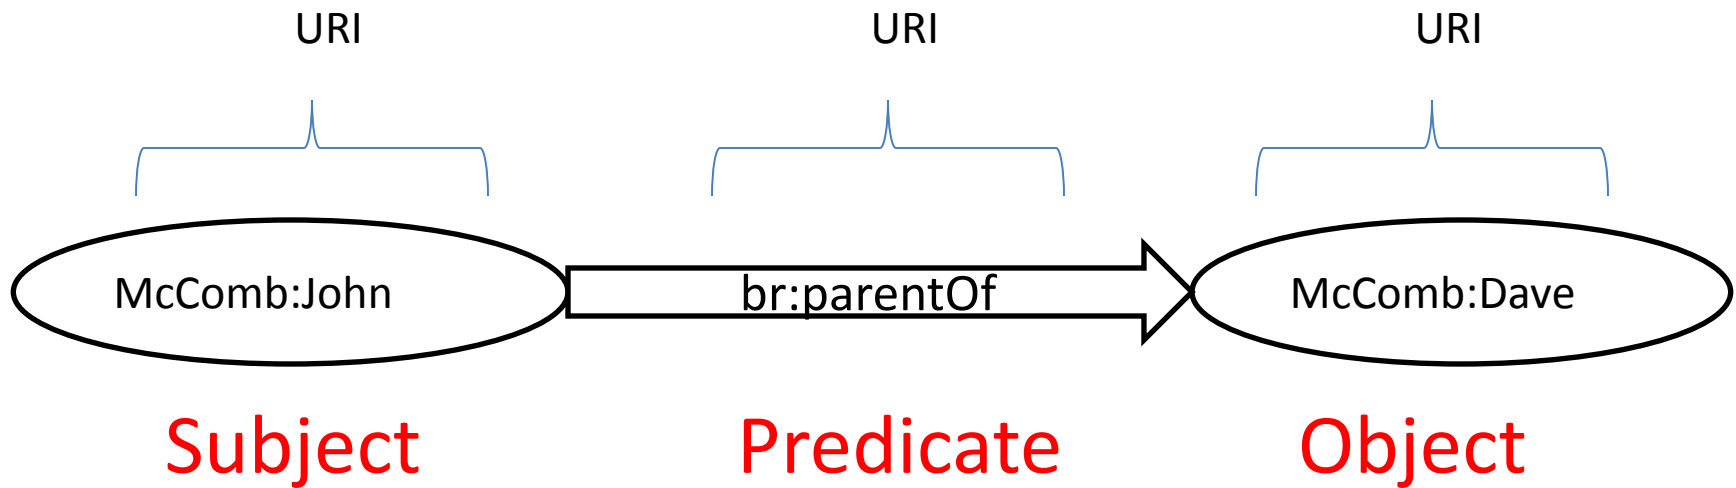 URI URI URI
McComb:John br:parentOf McComb:Dave
Subject Predicate Object